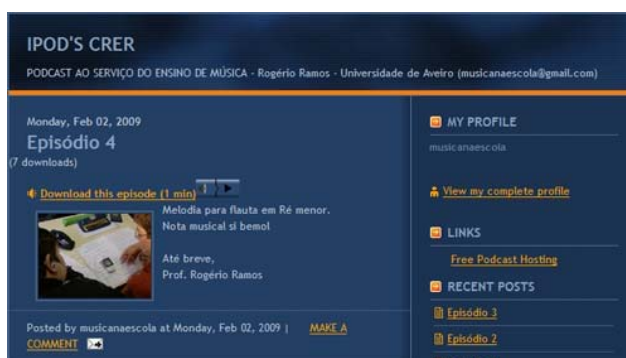 IPOD'S CRER
PODCAST AO SERVIÇO DO ENSINO DE MÚSICA - Rogério Ramos - Universidade de Aveiro (musicanaescola@gmail.com)
Monday, Feb 02, 2009
Episódio 4
(7 downloads)
Download this episode (1 min)
Melodia para flauta em Ré menor.
Nota musical si bemol
Até breve,
Prof. Rogério Ramos
Posted by musicanaescola at Monday, Feb 02, 2009 | MAKE A
COMMENT
MY PROFILE
musicanaescola
View my complete profile
LINKS
Free Podcast Hosting
RECENT POSTS
Episódio 3
Episódio 2